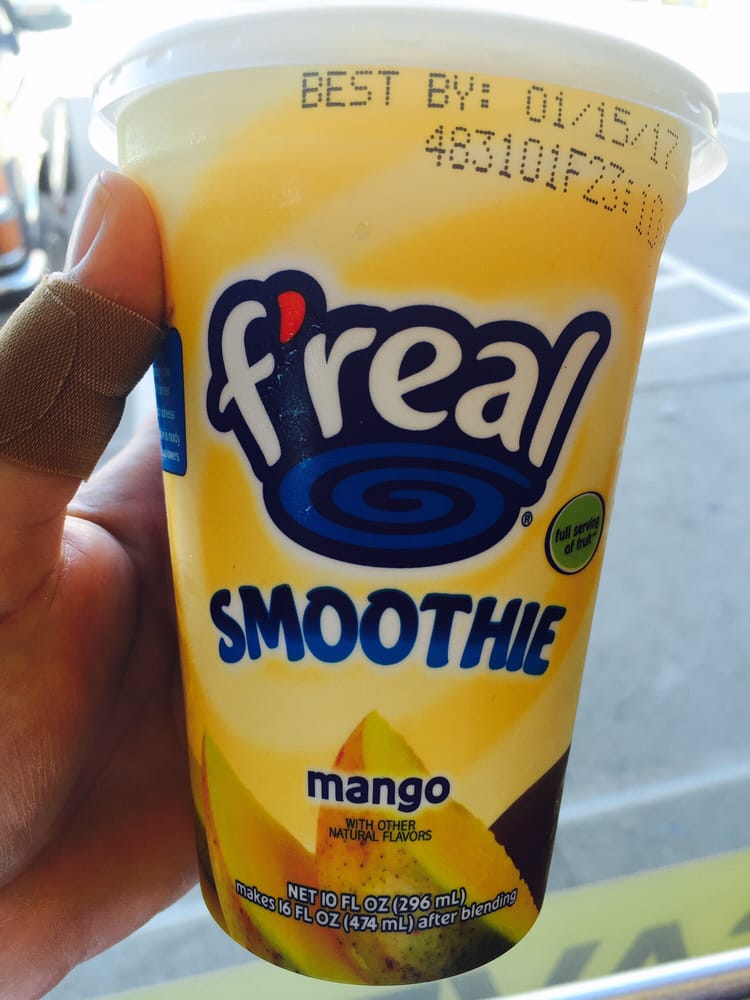 BEST BY: 01/15/17
483101F23:10
f'real
®
full serving
of fruit
SMOOTHIE
mango
WITH OTHER
NATURAL FLAVORS
NET 10 FL OZ (296 mL)
makes 16 FL OZ (474 mL) after blending